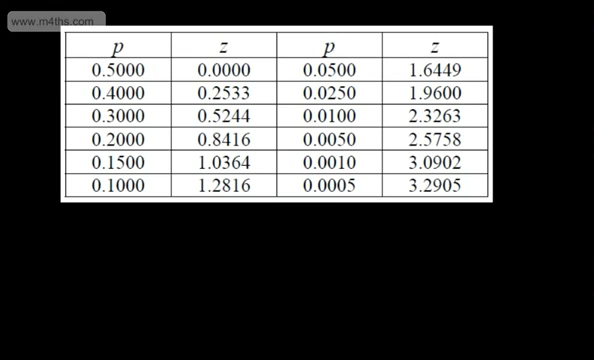 www.m4ths.com
p z p z
0.5000 0.0000 0.0500 1.6449
0.4000 0.2533 0.0250 1.9600
0.3000 0.5244 0.0100 2.3263
0.2000 0.8416 0.0050 2.5758
0.1500 1.0364 0.0010 3.0902
0.1000 1.2816 0.0005 3.2905